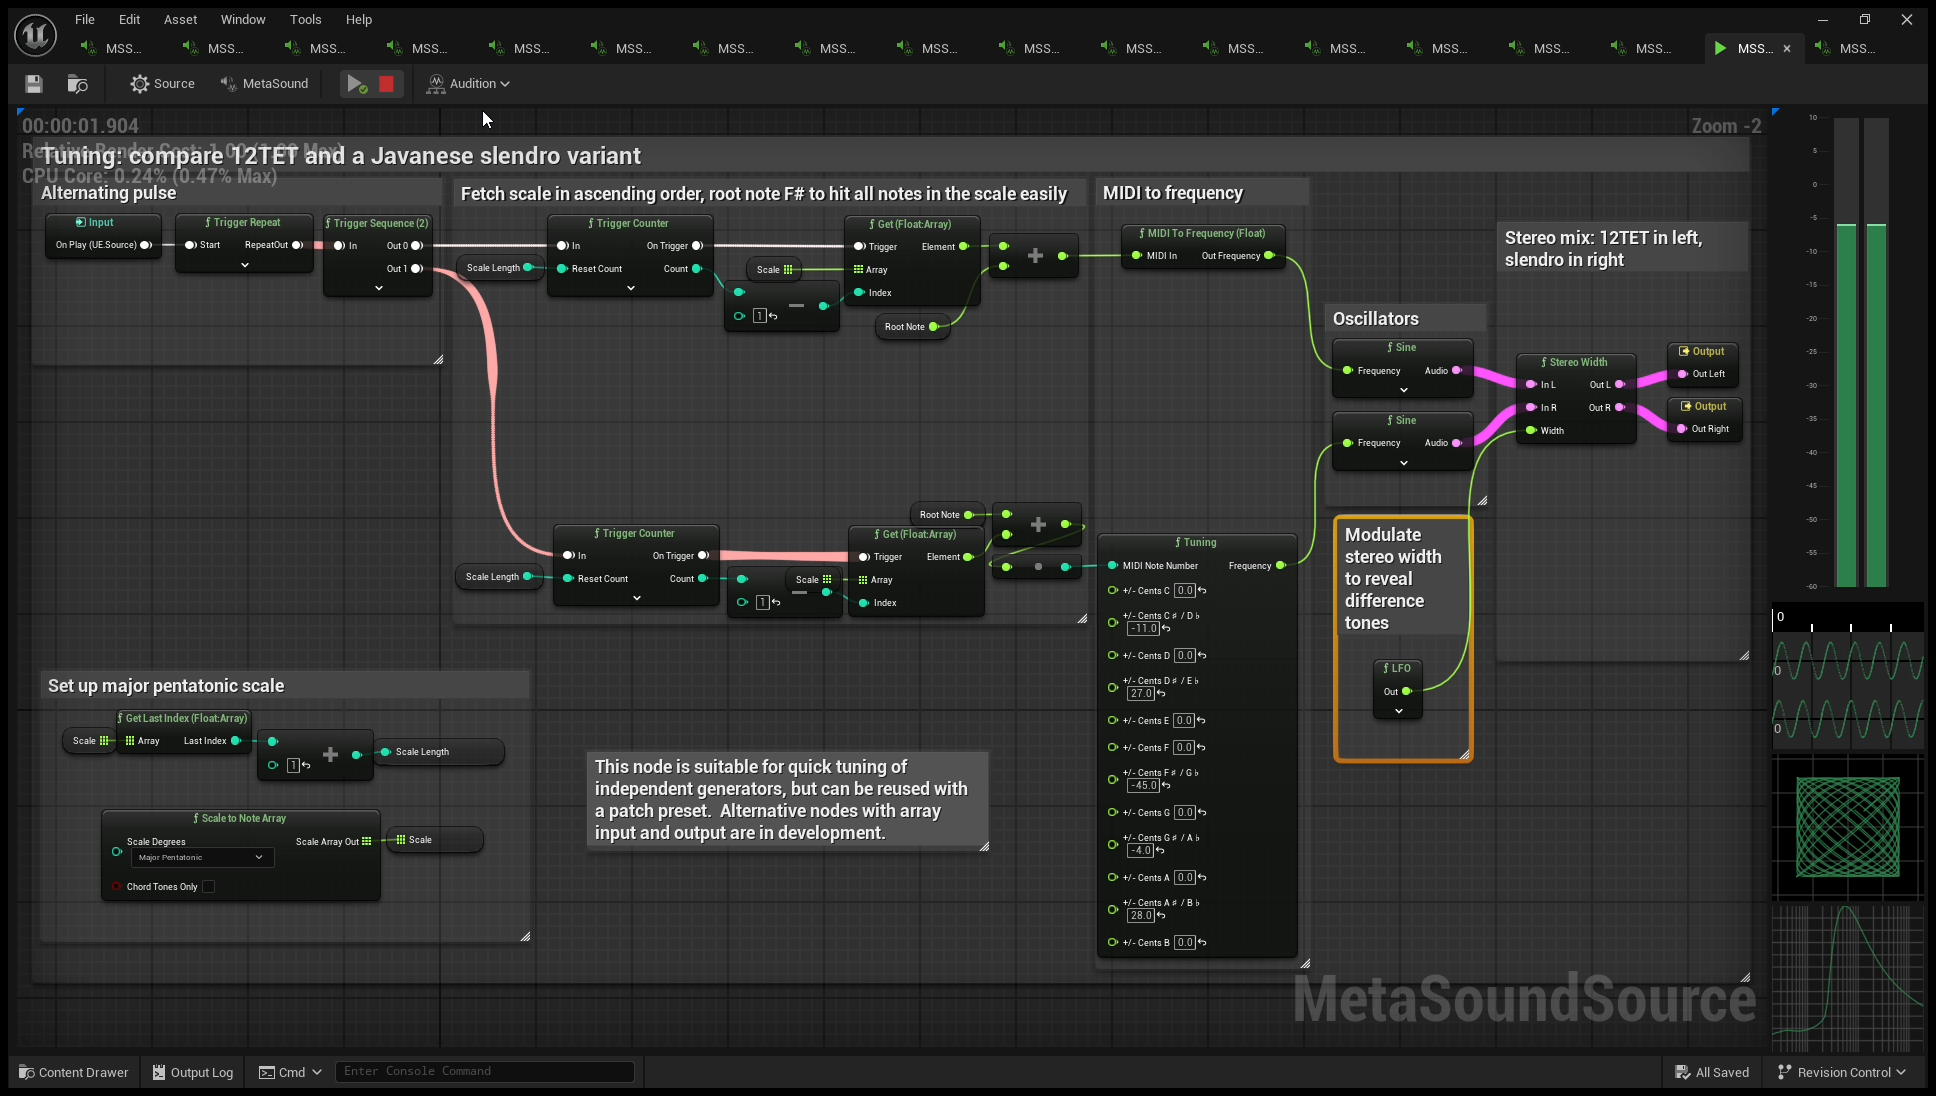 File Edit Asset Window Tools Help
MSS... MSS... MSS... MSS... MSS... MSS... MSS... MSS... MSS... MSS... MSS... MSS... MSS... MSS... MSS... MSS... MSS... × MSS...
Source MetaSound Audition
00:00:01.904
Zoom -2
Relative Render Cost: 1.00 (1.00 Max)
Tuning: compare 12TET and a Javanese slendro variant
CPU Core: 0.24% (0.47% Max)
Alternating pulse
Input
On Play (UE.Source)
Trigger Repeat
Start RepeatOut
Trigger Sequence (2)
In Out 0
Out 1
Fetch scale in ascending order, root note F# to hit all notes in the scale easily
Scale Length
Trigger Counter
In On Trigger
Reset Count Count
Scale
1
Get (Float:Array)
Trigger Element
Array
Index
Root Note
MIDI to frequency
MIDI To Frequency (Float)
MIDI In Out Frequency
Stereo mix: 12TET in left,
slendro in right
Oscillators
Sine
Frequency Audio
Sine
Frequency Audio
Stereo Width
In L Out L
In R Out R
Width
Output
Out Left
Output
Out Right
Scale Length
Trigger Counter
In On Trigger
Reset Count Count
Scale
1
Root Note
Get (Float:Array)
Trigger Element
Array
Index
Tuning
MIDI Note Number Frequency
+/- Cents C 0.0
+/- Cents C ♯ / D ♭
-11.0
+/- Cents D 0.0
+/- Cents D ♯ / E ♭
27.0
+/- Cents E 0.0
+/- Cents F 0.0
+/- Cents F ♯ / G ♭
-45.0
+/- Cents G 0.0
+/- Cents G ♯ / A ♭
-4.0
+/- Cents A 0.0
+/- Cents A ♯ / B ♭
28.0
+/- Cents B 0.0
Modulate
stereo width
to reveal
difference
tones
LFO
Out
Set up major pentatonic scale
Scale
Get Last Index (Float:Array)
Array Last Index
1
Scale Length
Scale to Note Array
Scale Degrees Scale Array Out
Major Pentatonic
Chord Tones Only
Scale
This node is suitable for quick tuning of
independent generators, but can be reused with
a patch preset. Alternative nodes with array
input and output are in development.
MetaSoundSource
10
5
0
-5
-10
-15
-20
-25
-30
-35
-40
-45
-50
-55
-60
0
0
0
Content Drawer Output Log Cmd Enter Console Command All Saved Revision Control